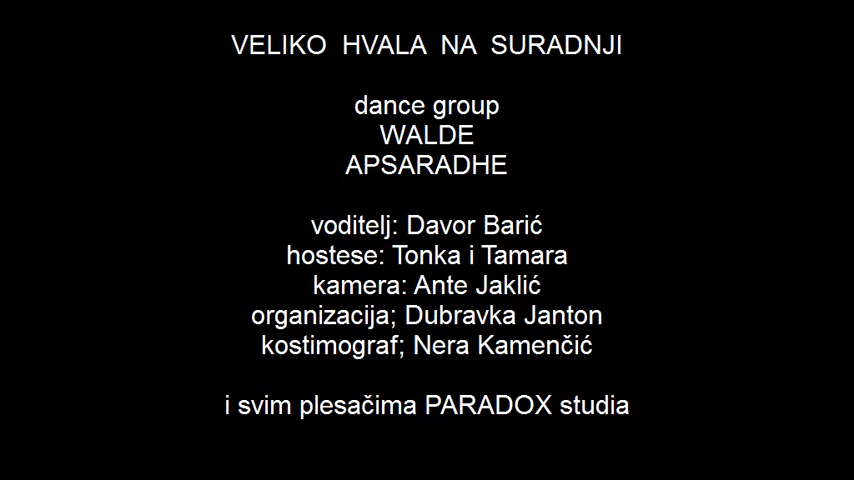 VELIKO HVALA NA SURADNJI
dance group
WALDE
APSARADHE
voditelj: Davor Barić
hostese: Tonka i Tamara
kamera: Ante Jaklić
organizacija; Dubravka Janton
kostimograf; Nera Kamenčić
i svim plesačima PARADOX studia